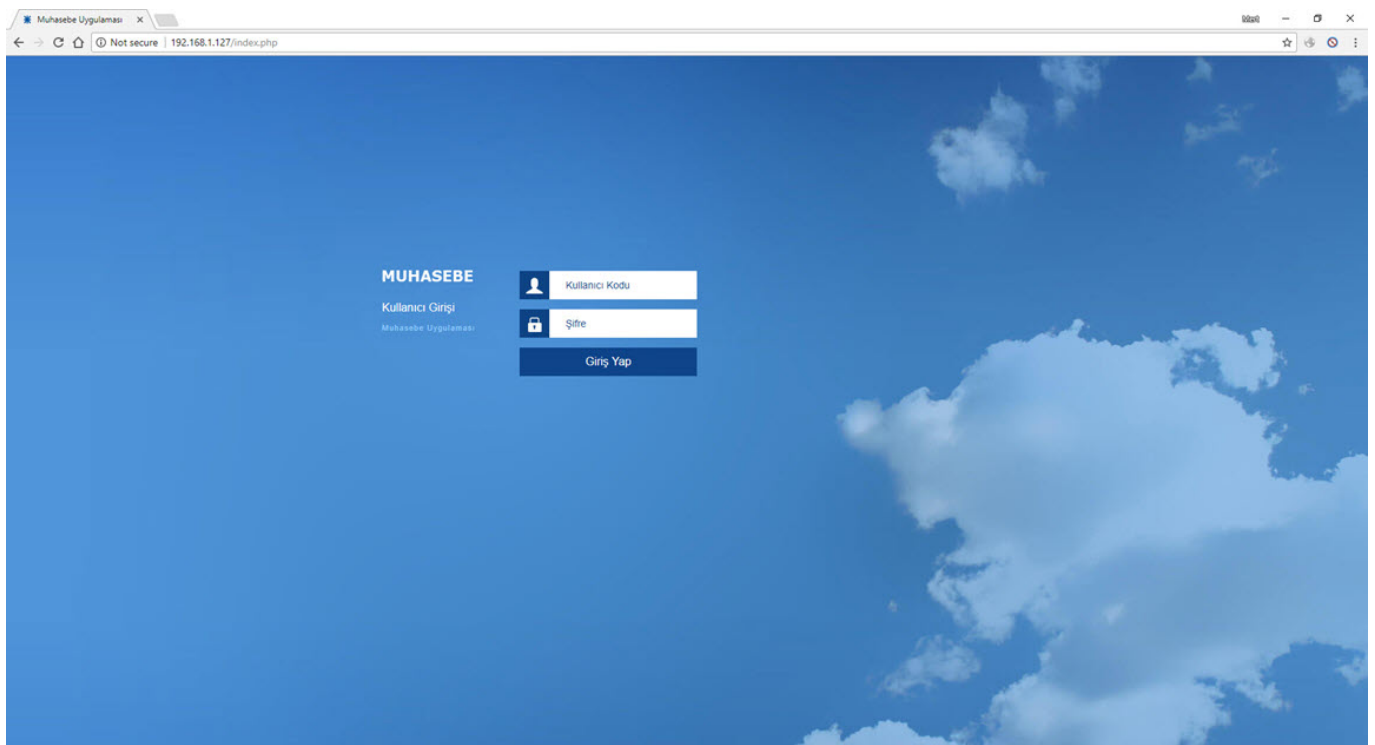 Muhasebe Uygulaması
Not secure | 192.168.1.127/index.php
MUHASEBE
Kullanıcı Girişi
Muhasebe Uygulaması
Kullanıcı Kodu
Şifre
Giriş Yap